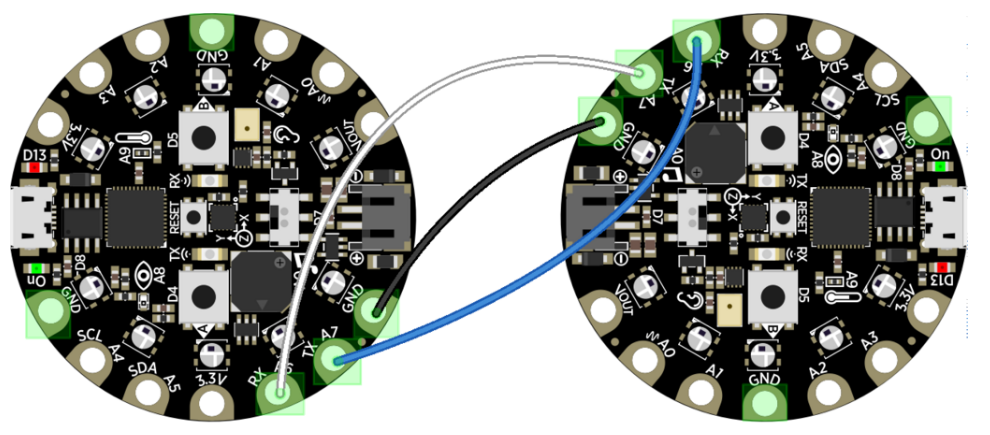 GND
A2
A1
A3
A0
3.3V
B
VOUT
A9
D5
D13
RX
RESET
D7
X
Y
Z
TX
On
D8
A8
D4
GND
GND
SCL
A4
A
TX A7
SDA
A5
3.3V
RX
RX
3.3V
A5
TX
A7
SDA
A4
SCL
GND
A
GND
A0
D4
A8
D8
On
TX
D7
X
Y
Z
RESET
RX
D13
VOUT
D5
A9
3.3V
A0
B
A3
A1
GND
A2